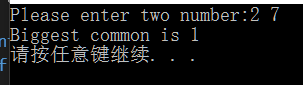 Please enter two number:2 7
Biggest common is 1
请按任意键继续. . .